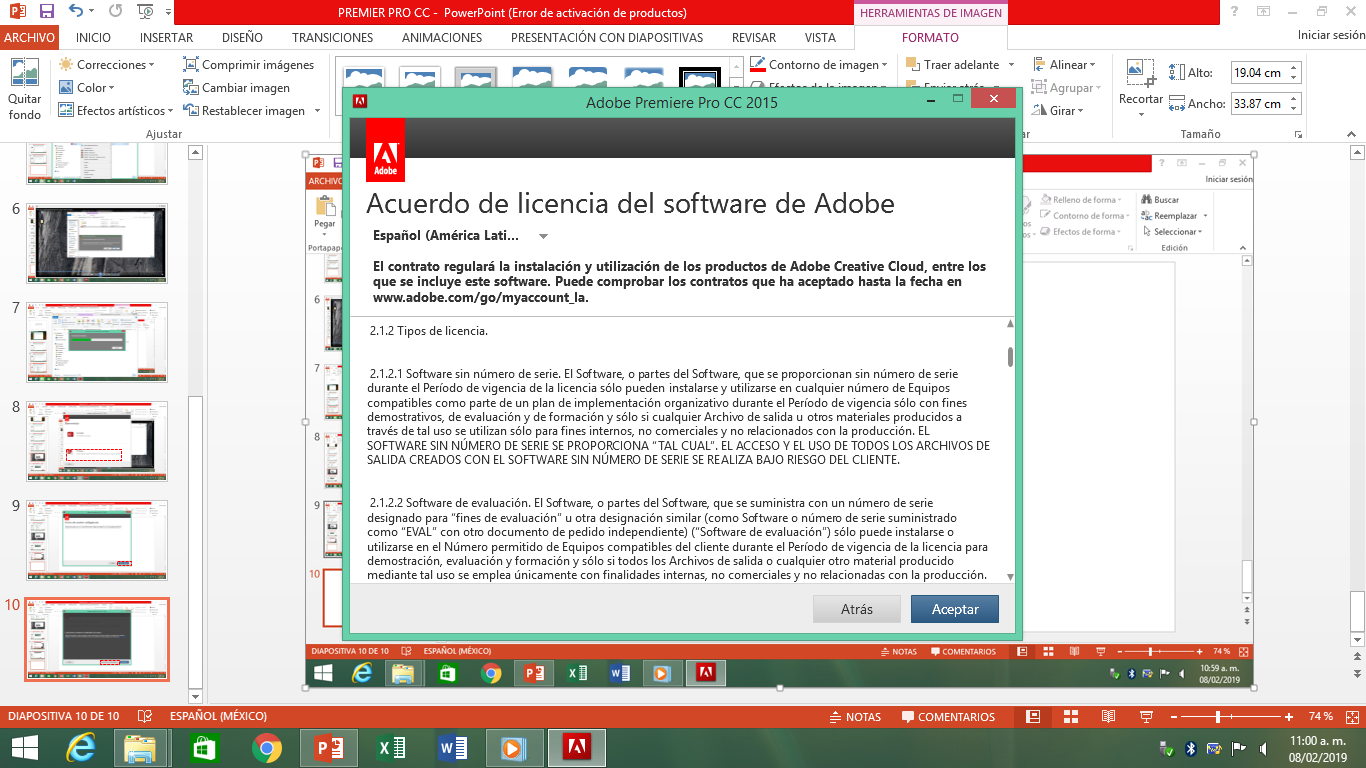 PREMIER PRO CC - PowerPoint (Error de activación de productos)
HERRAMIENTAS DE IMAGEN
ARCHIVO INICIO INSERTAR DISEÑO TRANSICIONES ANIMACIONES PRESENTACIÓN CON DIAPOSITIVAS REVISAR VISTA FORMATO Iniciar sesión
Quitar fondo
Correcciones
Color
Efectos artísticos
Comprimir imágenes
Cambiar imagen
Restablecer imagen
Ajustar
Contorno de imagen
Traer adelante
Alinear
Agrupar
Girar
Recortar
Alto: 19.04 cm
Ancho: 33.87 cm
Tamaño
Adobe Premiere Pro CC 2015
Adobe
Acuerdo de licencia del software de Adobe
Español (América Lati...
El contrato regulará la instalación y utilización de los productos de Adobe Creative Cloud, entre los
que se incluye este software. Puede comprobar los contratos que ha aceptado hasta la fecha en
www.adobe.com/go/myaccount_la.
2.1.2 Tipos de licencia.
2.1.2.1 Software sin número de serie. El Software, o partes del Software, que se proporcionan sin número de serie
durante el Período de vigencia de la licencia sólo pueden instalarse y utilizarse en cualquier número de Equipos
compatibles como parte de un plan de implementación organizativo durante el Período de vigencia sólo con fines
demostrativos, de evaluación y de formación y sólo si cualquier Archivo de salida u otros materiales producidos a
través de tal uso se utilizan sólo para fines internos, no comerciales y no relacionados con la producción. EL
SOFTWARE SIN NÚMERO DE SERIE SE PROPORCIONA “TAL CUAL”. EL ACCESO Y EL USO DE TODOS LOS ARCHIVOS DE
SALIDA CREADOS CON EL SOFTWARE SIN NÚMERO DE SERIE SE REALIZA BAJO RIESGO DEL CLIENTE.
2.1.2.2 Software de evaluación. El Software, o partes del Software, que se suministra con un número de serie
designado para “fines de evaluación” u otra designación similar (como Software o número de serie suministrado
como “EVAL” con otro documento de pedido independiente) (“Software de evaluación”) sólo puede instalarse o
utilizarse en el Número permitido de Equipos compatibles del cliente durante el Período de vigencia de la licencia para
demostración, evaluación y formación y sólo si todos los Archivos de salida o cualquier otro material producido
mediante tal uso se emplea únicamente con finalidades internas, no comerciales y no relacionadas con la producción.
Atrás Aceptar
6
7
8
9
10
ARCHIVO
Pegar
Portapape
6
7
8
9
10
Iniciar sesión
Relleno de forma
Contorno de forma
Efectos de forma
Buscar
Reemplazar
Seleccionar
Edición
DIAPOSITIVA 10 DE 10 ESPAÑOL (MÉXICO) NOTAS COMENTARIOS 74 %
10:59 a. m.
08/02/2019
DIAPOSITIVA 10 DE 10 ESPAÑOL (MÉXICO) NOTAS COMENTARIOS 74 %
11:00 a. m.
08/02/2019